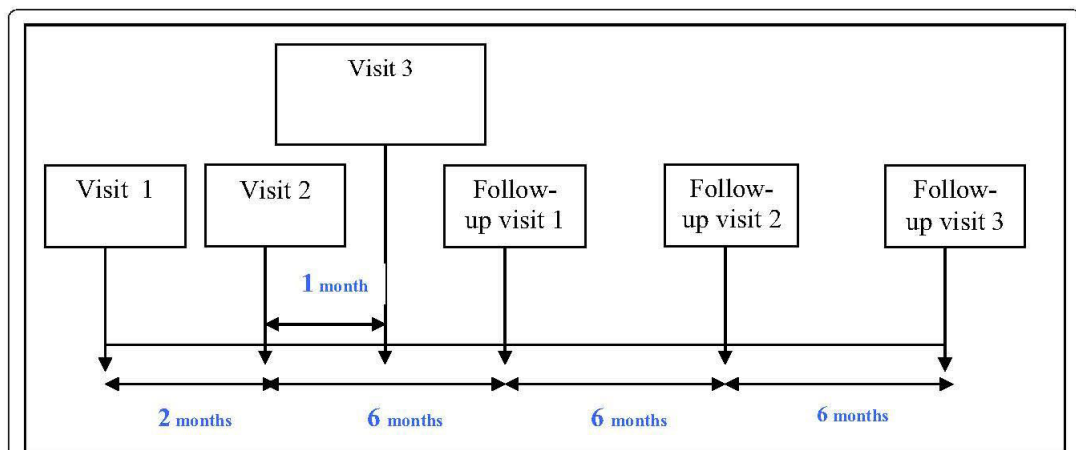 Visit 3
Visit 1
Visit 2
Follow-
up visit 1
Follow-
up visit 2
Follow-
up visit 3
1 month
2 months
6 months
6 months
6 months